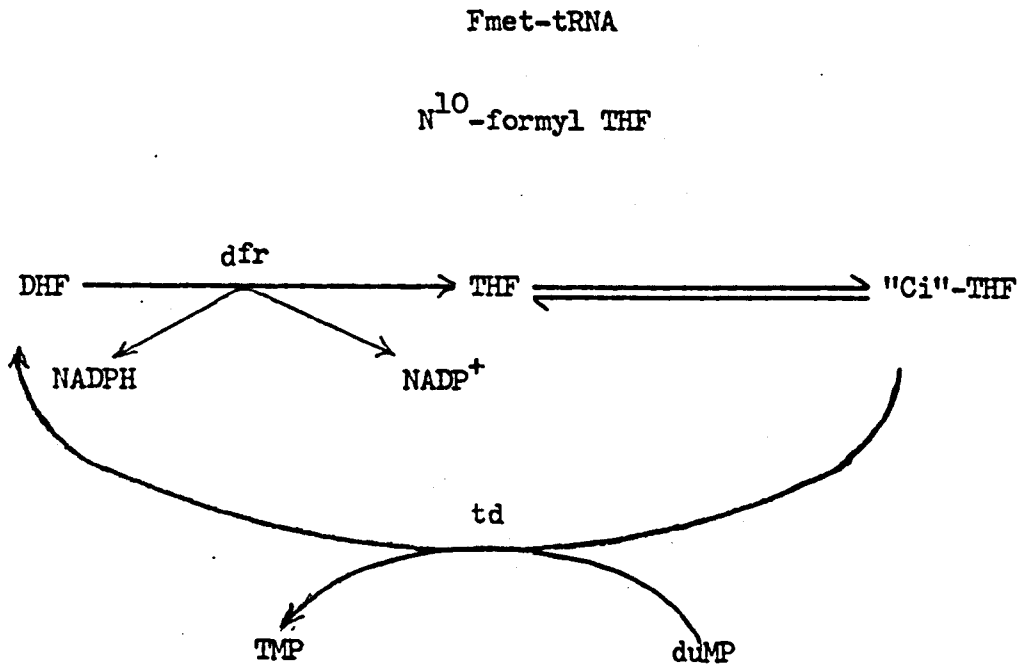 Fmet-tRNA
N10-formyl THF
dfr
DHF THF "Ci"-THF
NADPH NADP+
td
TMP duMP